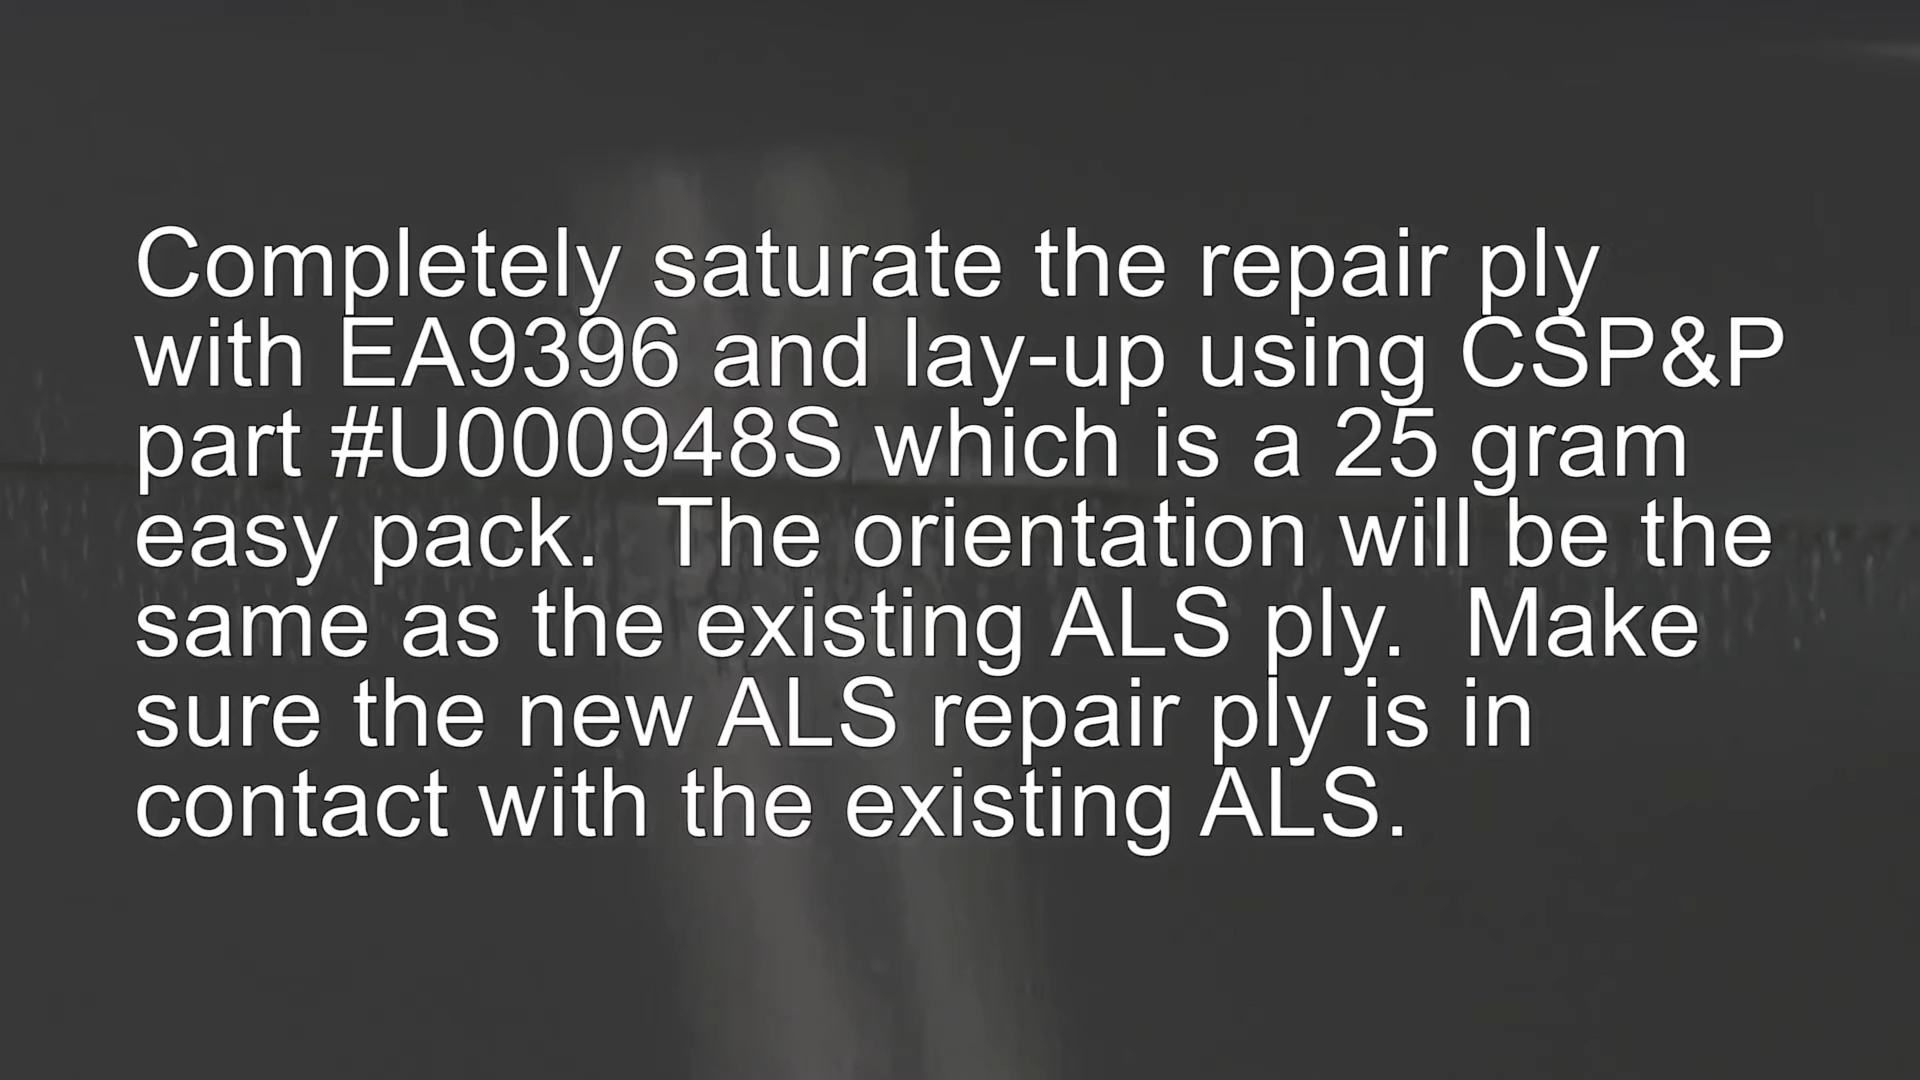 Completely saturate the repair ply
with EA9396 and lay-up using CSP&P
part #U000948S which is a 25 gram
easy pack.  The orientation will be the
same as the existing ALS ply.  Make
sure the new ALS repair ply is in
contact with the existing ALS.